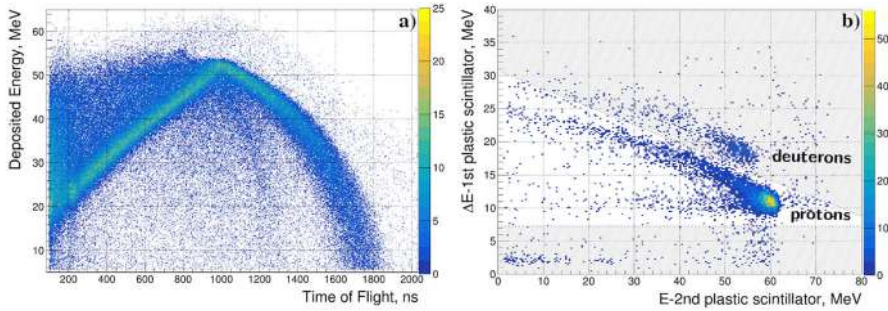 a)
Deposited Energy, MeV
60
50
40
30
20
10
200 400 600 800 1000 1200 1400 1600 1800 2000
Time of Flight, ns
25
20
15
10
5
0
b)
ΔE-1st plastic scintillator, MeV
40
35
30
25
20
15
10
5
0
deuterons
protons
0 10 20 30 40 50 60 70 80
E-2nd plastic scintillator, MeV
50
40
30
20
10
0